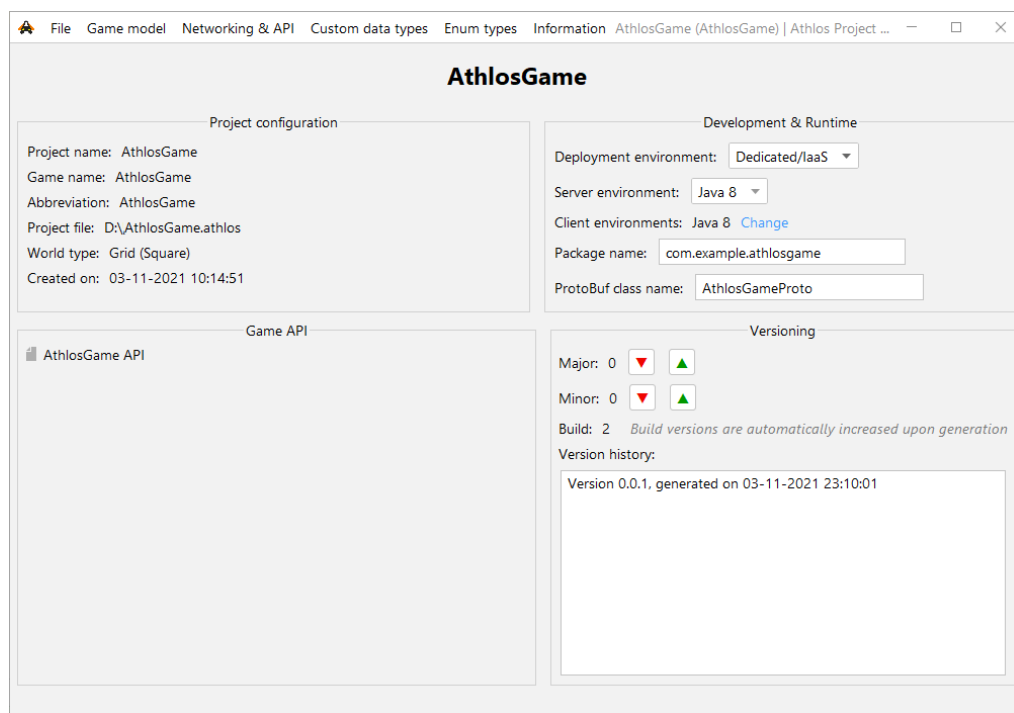 File Game model Networking & API Custom data types Enum types Information AthlosGame (AthlosGame) | Athlos Project ...
AthlosGame
Project configuration
Project name: AthlosGame
Game name: AthlosGame
Abbreviation: AthlosGame
Project file: D:\AthlosGame.athlos
World type: Grid (Square)
Created on: 03-11-2021 10:14:51
Development & Runtime
Deployment environment: Dedicated/IaaS
Server environment: Java 8
Client environments: Java 8 Change
Package name: com.example.athlosgame
ProtoBuf class name: AthlosGameProto
Game API
AthlosGame API
Versioning
Major: 0
Minor: 0
Build: 2 Build versions are automatically increased upon generation
Version history:
Version 0.0.1, generated on 03-11-2021 23:10:01